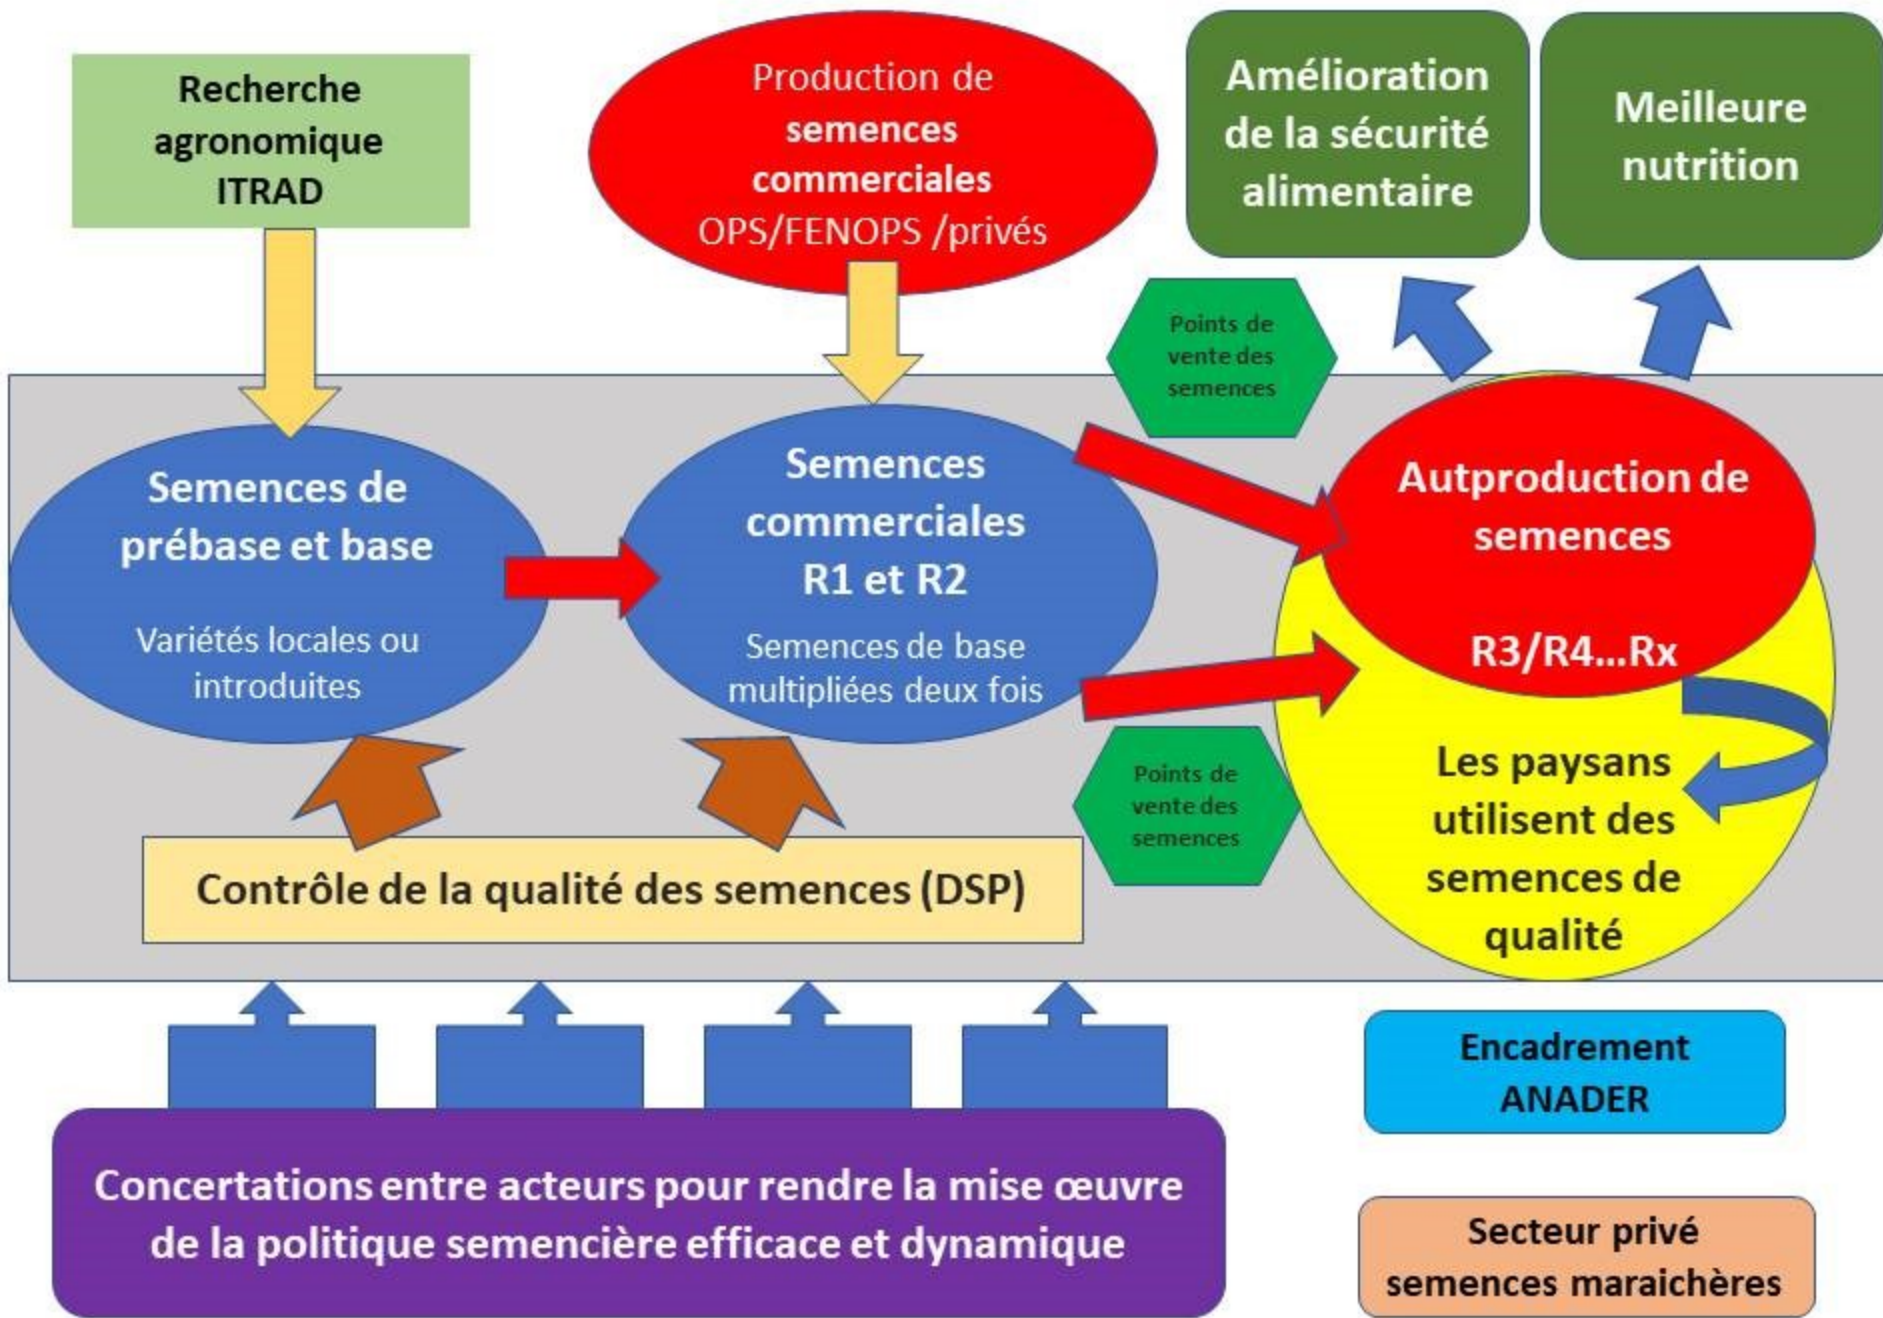 Recherche
agronomique
ITRAD
Production de
semences
commerciales
OPS/FENOPS /privés
Amélioration
de la sécurité
alimentaire
Meilleure
nutrition
Points de
vente des
semences
Semences de
prébase et base
Variétés locales ou
introduites
Semences
commerciales
R1 et R2
Semences de base
multipliées deux fois
Autproduction de
semences
R3/R4...Rx
Les paysans
utilisent des
semences de
qualité
Points de
vente des
semences
Contrôle de la qualité des semences (DSP)
Encadrement
ANADER
Concertations entre acteurs pour rendre la mise œuvre
de la politique semencière efficace et dynamique
Secteur privé
semences maraichères